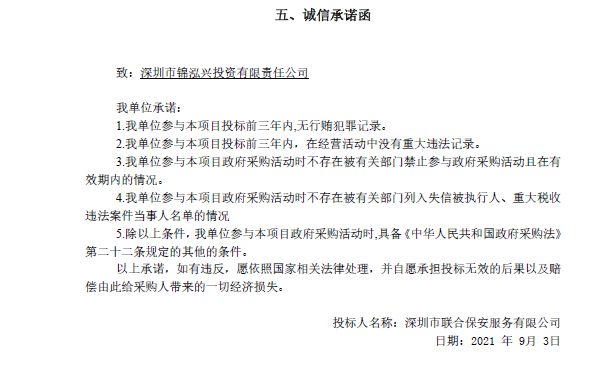 五、诚信承诺函
致：深圳市锦泓兴投资有限责任公司
我单位承诺：
1.我单位参与本项目投标前三年内,无行贿犯罪记录。
2.我单位参与本项目投标前三年内，在经营活动中没有重大违法记录。
3.我单位参与本项目政府采购活动时不存在被有关部门禁止参与政府采购活动且在有
效期内的情况。
4.我单位参与本项目政府采购活动时不存在被有关部门列入失信被执行人、重大税收
违法案件当事人名单的情况
5.除以上条件，我单位参与本项目政府采购活动时,具备《中华人民共和国政府采购法》
第二十二条规定的其他的条件。
以上承诺，如有违反，愿依照国家相关法律处理，并自愿承担投标无效的后果以及赔
偿由此给采购人带来的一切经济损失。
投标人名称：深圳市联合保安服务有限公司
日期：2021 年 9月 3日